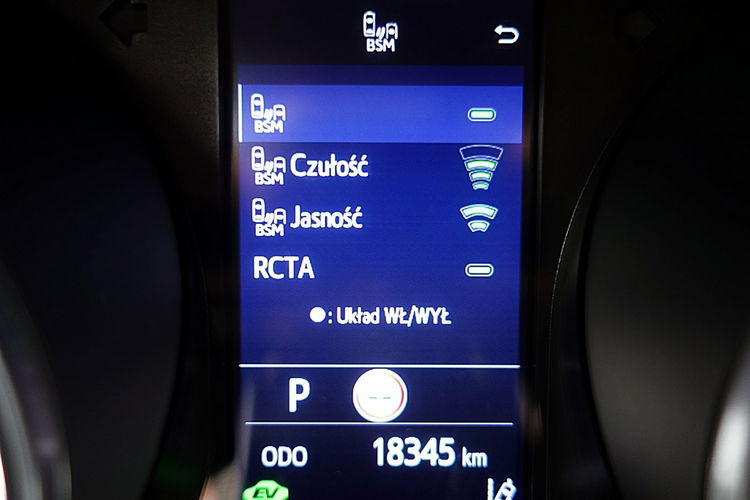 BSM
BSM
BSM Czułość
BSM Jasność
RCTA
: Układ WŁ/WYŁ
P --
ODO 18345 km
EV